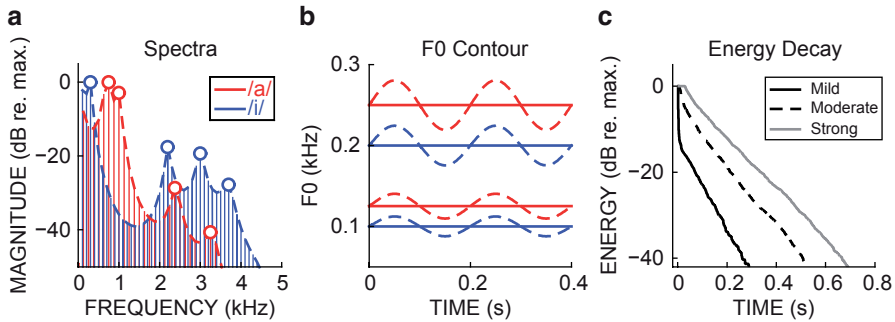 a
Spectra
MAGNITUDE (dB re. max.)
0
−20
−40
/a/
/i/
0 1 2 3 4 5
FREQUENCY (kHz)
b
F0 Contour
F0 (kHz)
0.3
0.2
0.1
0 0.2 0.4
TIME (s)
c
Energy Decay
ENERGY (dB re. max.)
0
−20
−40
Mild
Moderate
Strong
0 0.2 0.4 0.6 0.8
TIME (s)